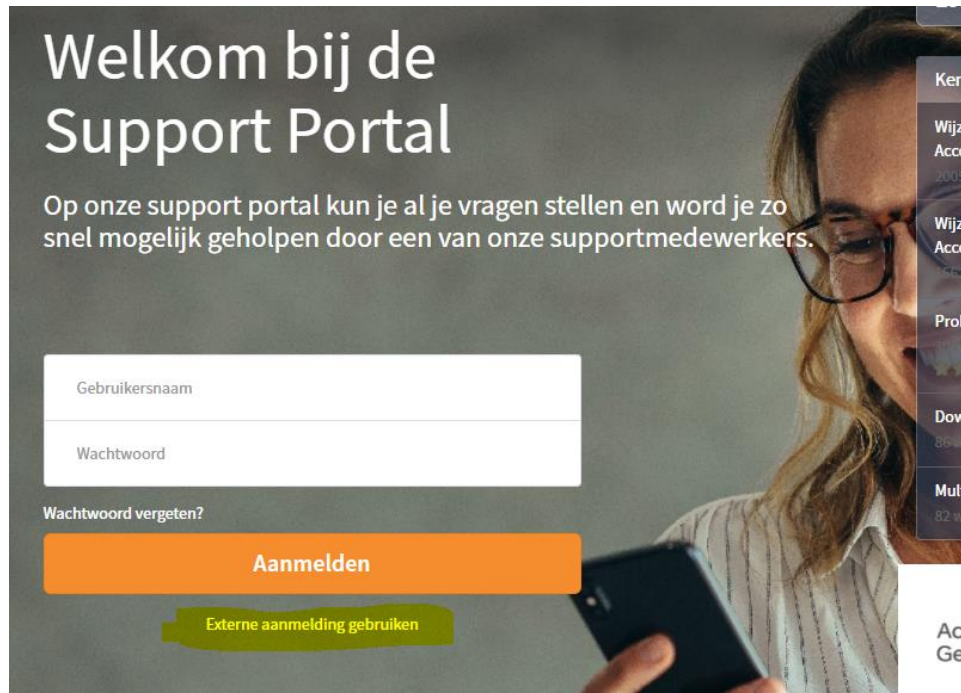 Welkom bij de
Support Portal
Op onze support portal kun je al je vragen stellen en word je zo
snel mogelijk geholpen door een van onze supportmedewerkers.
Gebruikersnaam
Wachtwoord
Wachtwoord vergeten?
Aanmelden
Externe aanmelding gebruiken